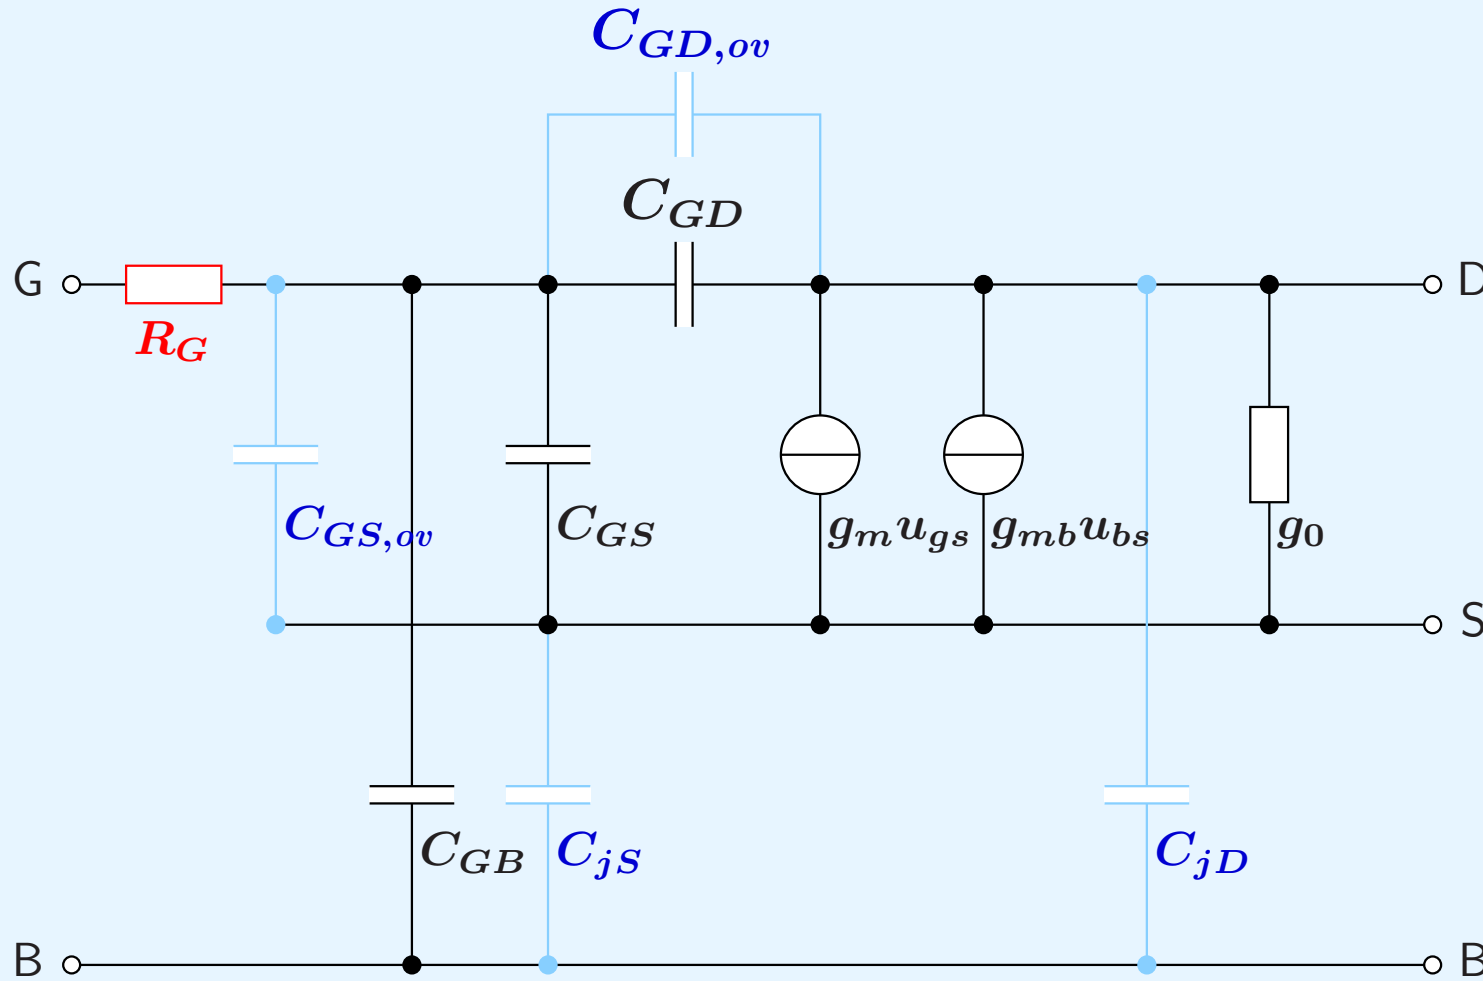 C_{GD,ov}
C_{GD}
G
D
R_G
C_{GS,ov}
C_{GS}
g_m u_{gs}
g_{mb} u_{bs}
g_0
S
C_{GB}
C_{jS}
C_{jD}
B
B